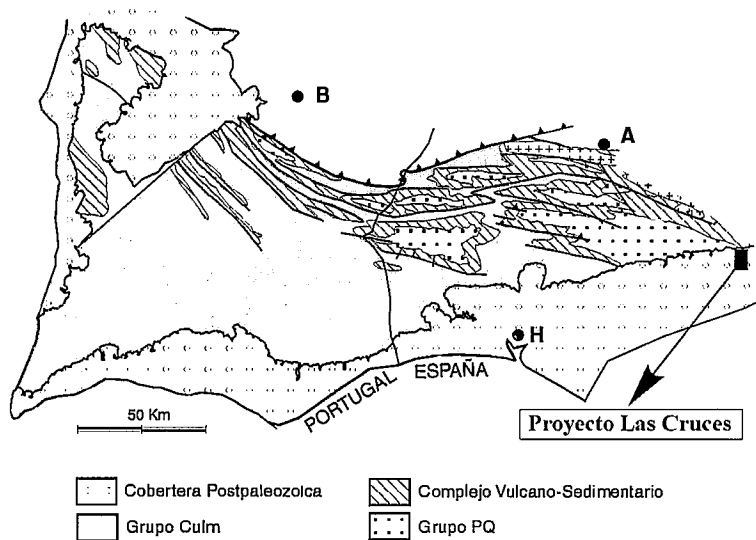 B
A
H
50 Km
PORTUGAL
ESPAÑA
Proyecto Las Cruces
Cobertera Postpaleozoica
Complejo Vulcano-Sedimentario
Grupo Culm
Grupo PQ